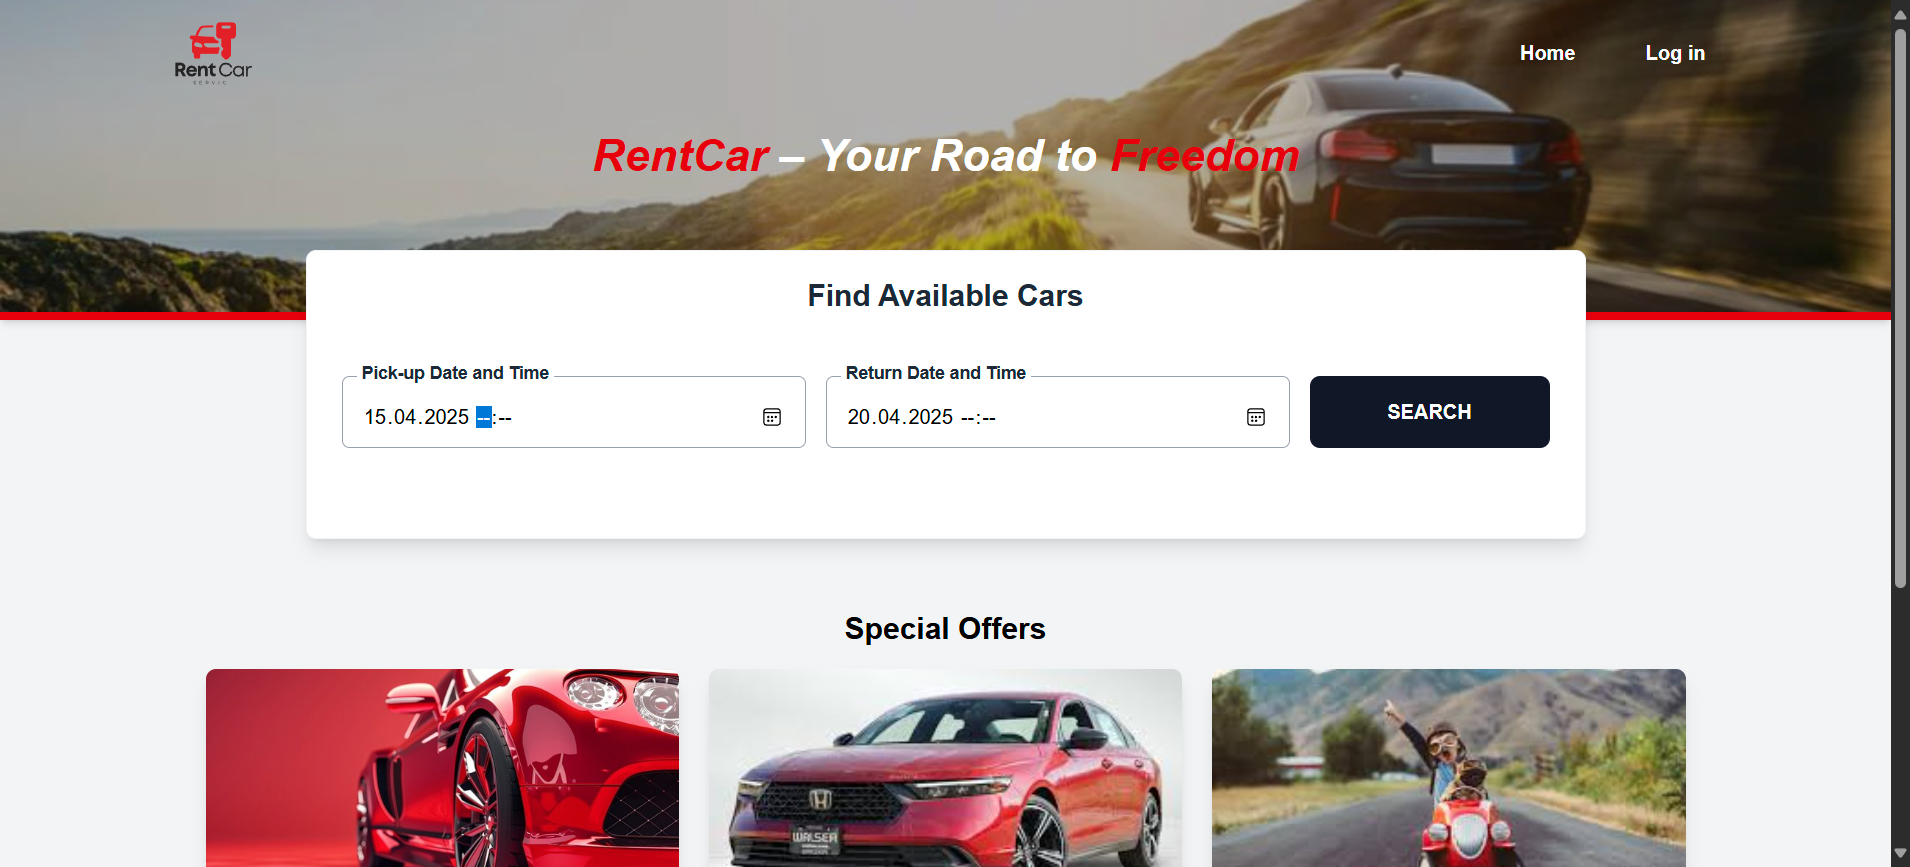 Rent Car
SERVIC
Home
Log in
RentCar – Your Road to Freedom
Find Available Cars
Pick-up Date and Time
15.04.2025 --:--
Return Date and Time
20.04.2025 --:--
SEARCH
Special Offers
WALSER